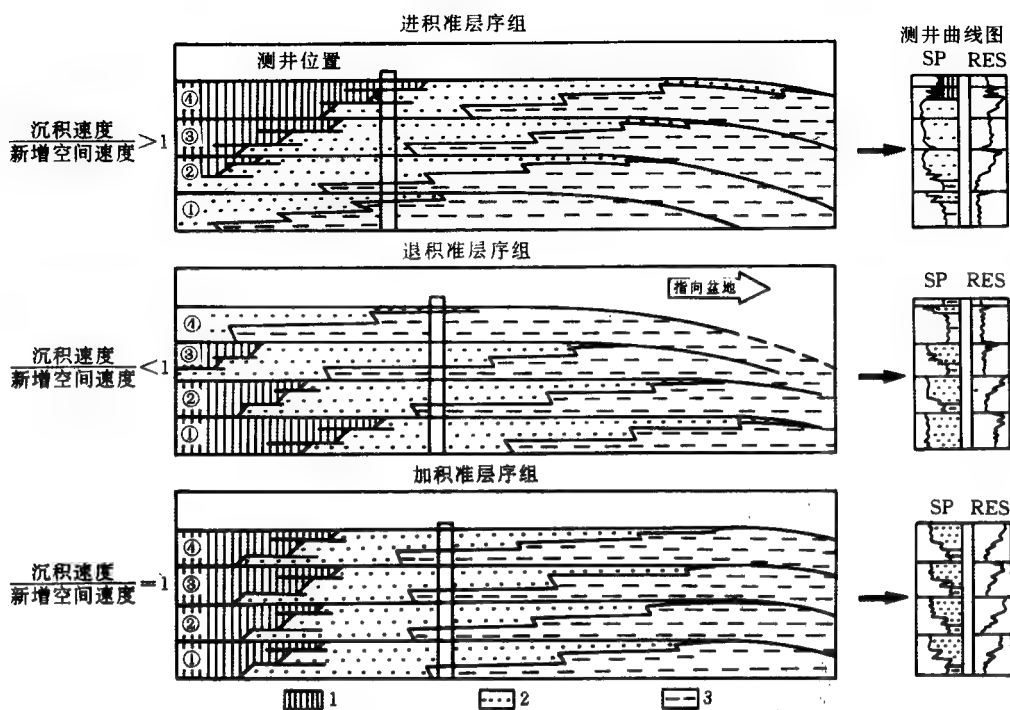 进积准层序组
测井曲线图
测井位置
SP RES
④
③
②
①
沉积速度
新增空间速度 >1
退积准层序组
指向盆地
SP RES
④
③
②
①
沉积速度
新增空间速度 <1
加积准层序组
SP RES
④
③
②
①
沉积速度
新增空间速度 =1
1 2 3